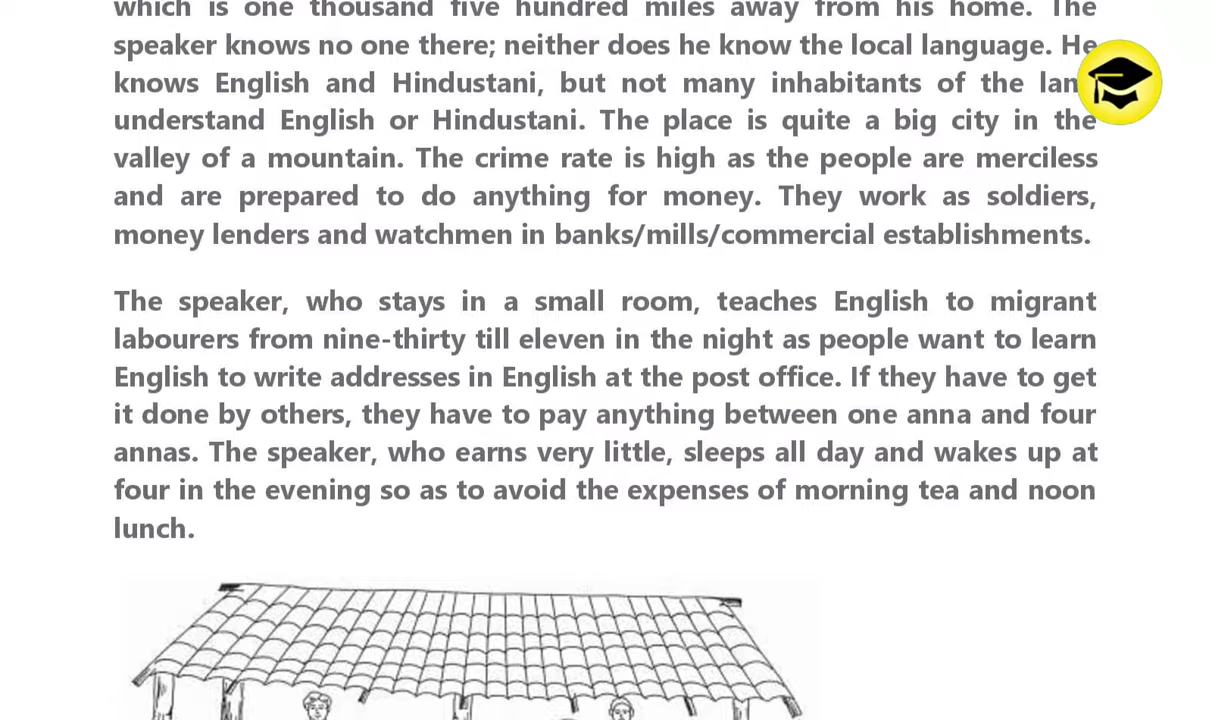 which is one thousand five hundred miles away from his home. The
speaker knows no one there; neither does he know the local language. He
knows English and Hindustani, but not many inhabitants of the
understand English or Hindustani. The place is quite a big city in the
valley of a mountain. The crime rate is high as the people are merciless
and are prepared to do anything for money. They work as soldiers,
money lenders and watchmen in banks/mills/commercial establishments.
The speaker, who stays in a small room, teaches English to migrant
labourers from nine-thirty till eleven in the night as people want to learn
English to write addresses in English at the post office. If they have to get
it done by others, they have to pay anything between one anna and four
annas. The speaker, who earns very little, sleeps all day and wakes up at
four in the evening so as to avoid the expenses of morning tea and noon
lunch.